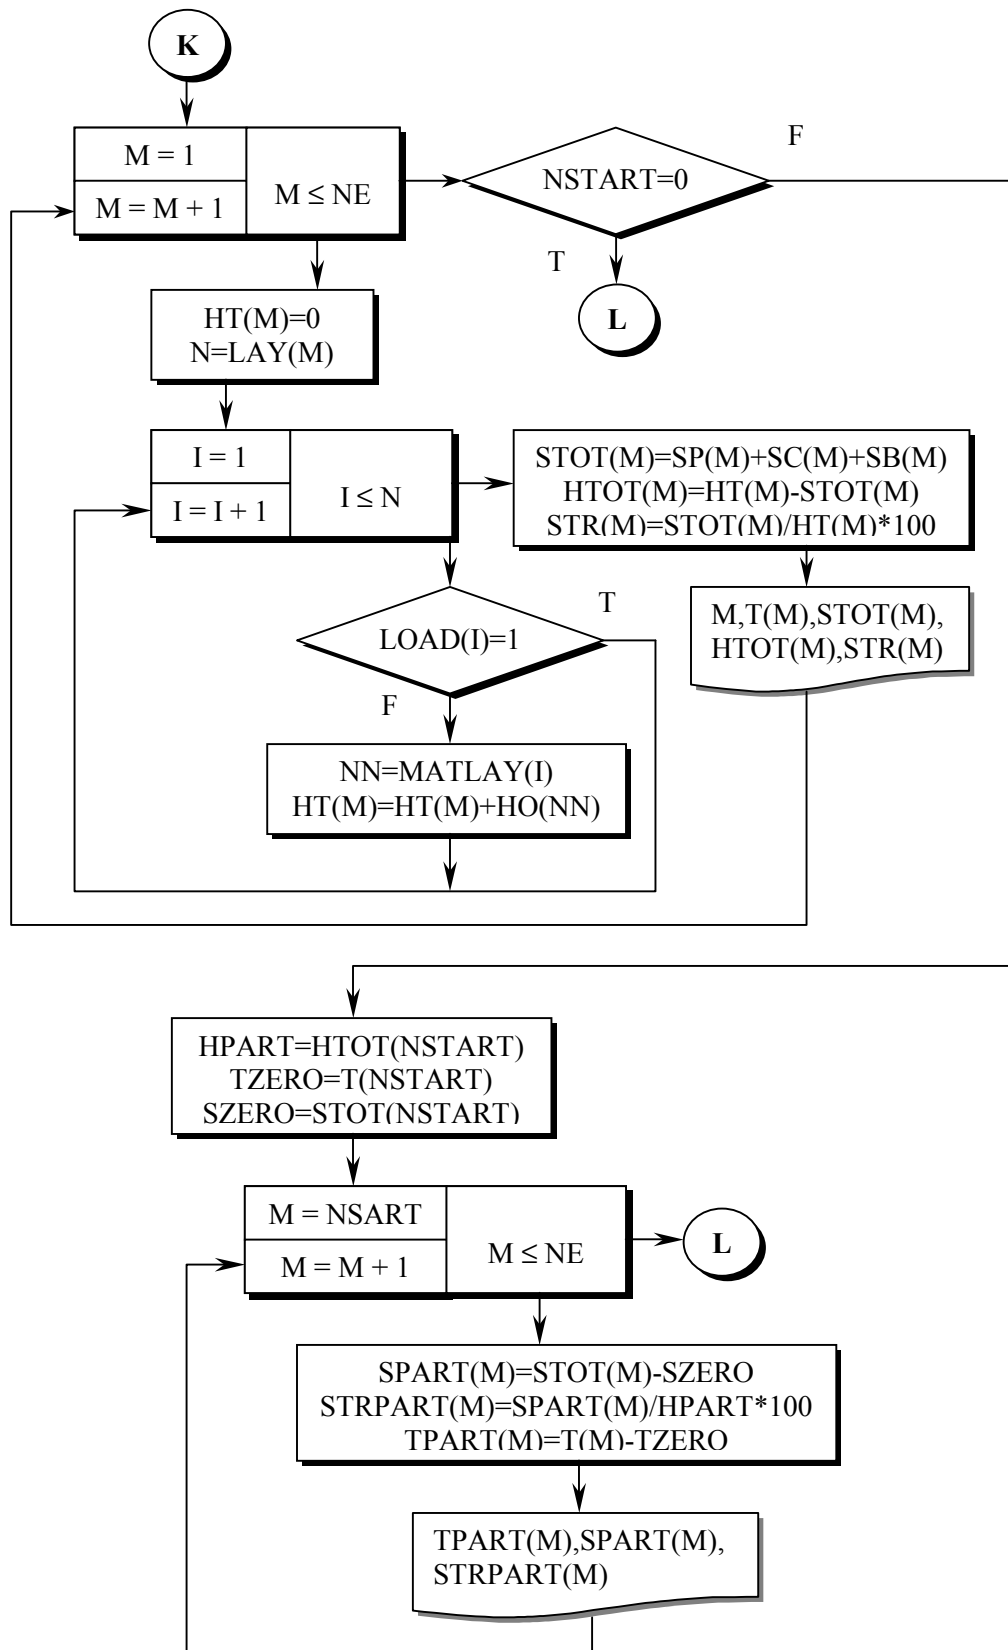 K
M = 1
M = M + 1
M ≤ NE
NSTART=0
F
T
L
HT(M)=0
N=LAY(M)
I = 1
I = I + 1
I ≤ N
STOT(M)=SP(M)+SC(M)+SB(M)
HTOT(M)=HT(M)-STOT(M)
STR(M)=STOT(M)/HT(M)*100
LOAD(I)=1
T
F
M,T(M),STOT(M),
HTOT(M),STR(M)
NN=MATLAY(I)
HT(M)=HT(M)+HO(NN)
HPART=HTOT(NSTART)
TZERO=T(NSTART)
SZERO=STOT(NSTART)
M = NSART
M = M + 1
M ≤ NE
L
SPART(M)=STOT(M)-SZERO
STRPART(M)=SPART(M)/HPART*100
TPART(M)=T(M)-TZERO
TPART(M),SPART(M),
STRPART(M)